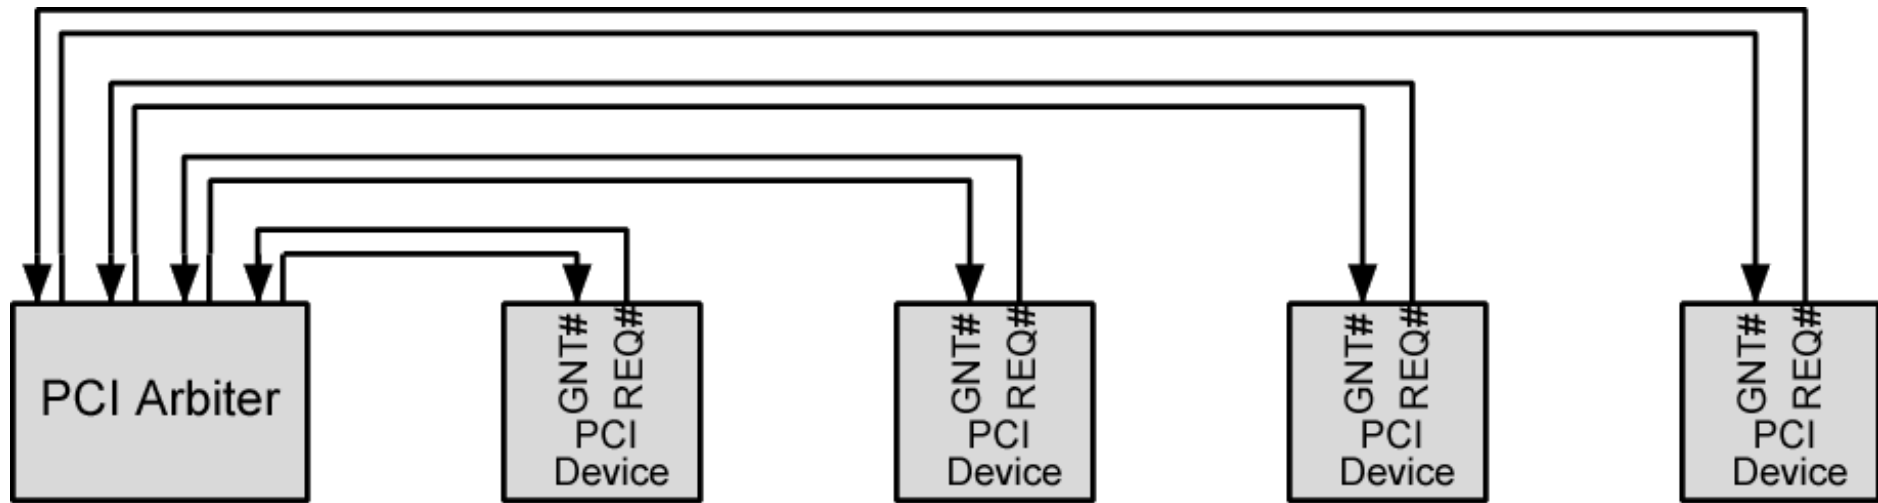 PCI Arbiter
GNT#
REQ#
PCI
Device
GNT#
REQ#
PCI
Device
GNT#
REQ#
PCI
Device
GNT#
REQ#
PCI
Device